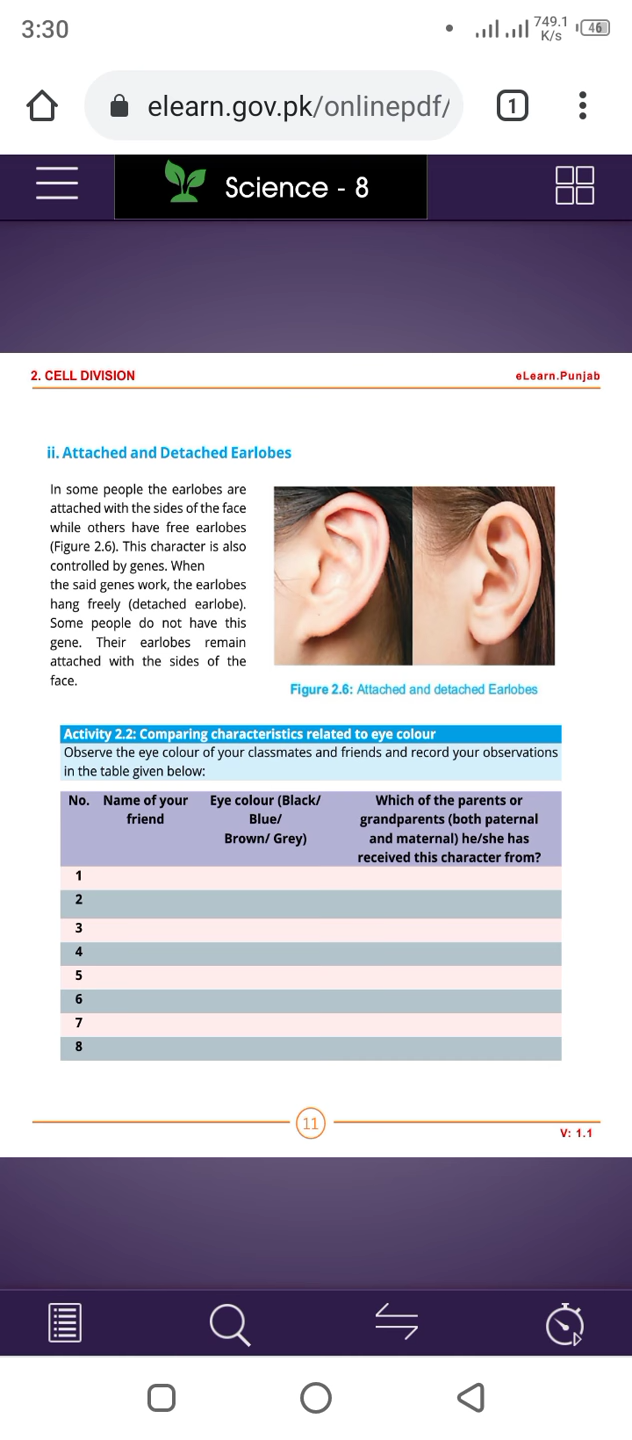 3:30
749.1
K/s
46
elearn.gov.pk/onlinepdf/
1
Science - 8
2. CELL DIVISION
eLearn.Punjab
ii. Attached and Detached Earlobes
In some people the earlobes are
attached with the sides of the face
while others have free earlobes
(Figure 2.6). This character is also
controlled by genes. When
the said genes work, the earlobes
hang freely (detached earlobe).
Some people do not have this
gene. Their earlobes remain
attached with the sides of the
face.
Figure 2.6: Attached and detached Earlobes
Activity 2.2: Comparing characteristics related to eye colour
Observe the eye colour of your classmates and friends and record your observations
in the table given below:
No. Name of your Eye colour (Black/ Which of the parents or
friend Blue/ grandparents (both paternal
Brown/ Grey) and maternal) he/she has
received this character from?
1
2
3
4
5
6
7
8
11
V: 1.1